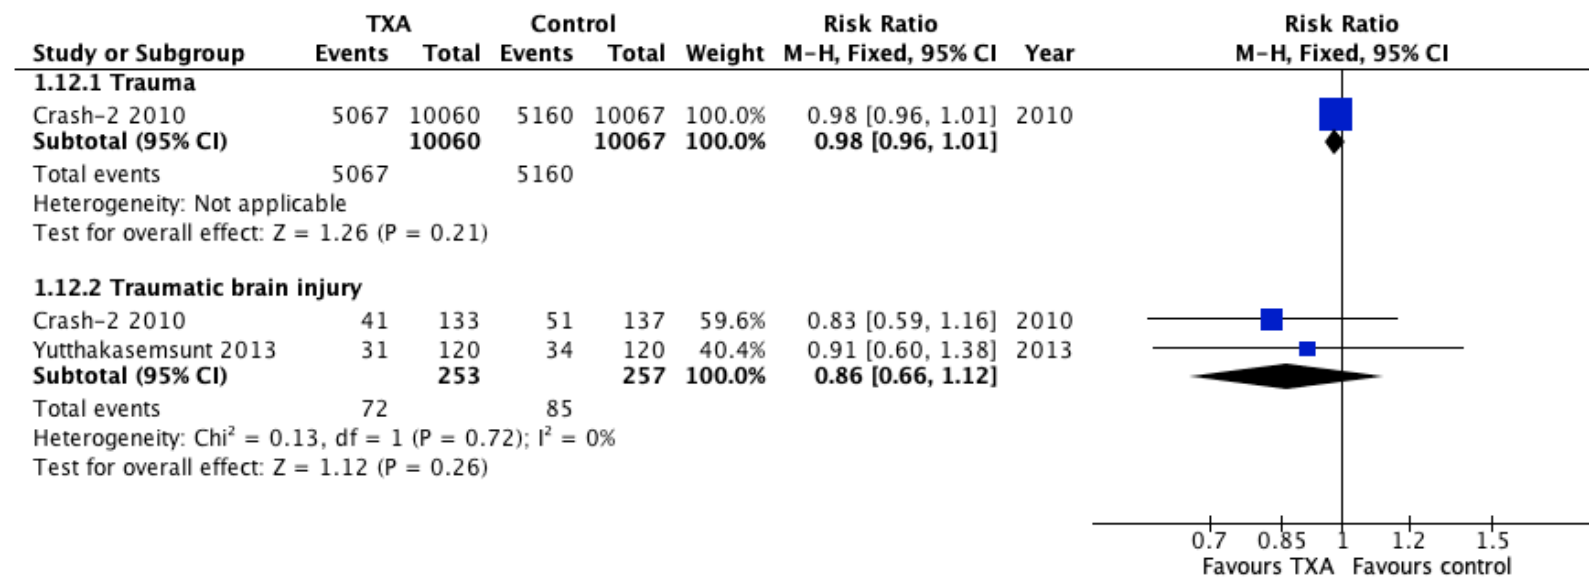 TXA Control Risk Ratio Risk Ratio
Study or Subgroup Events Total Events Total Weight M-H, Fixed, 95% CI Year M-H, Fixed, 95% CI
1.12.1 Trauma
Crash-2 2010 5067 10060 5160 10067 100.0% 0.98 [0.96, 1.01] 2010
Subtotal (95% CI) 10060 10067 100.0% 0.98 [0.96, 1.01]
Total events 5067 5160
Heterogeneity: Not applicable
Test for overall effect: Z = 1.26 (P = 0.21)
1.12.2 Traumatic brain injury
Crash-2 2010 41 133 51 137 59.6% 0.83 [0.59, 1.16] 2010
Yutthakasemsunt 2013 31 120 34 120 40.4% 0.91 [0.60, 1.38] 2013
Subtotal (95% CI) 253 257 100.0% 0.86 [0.66, 1.12]
Total events 72 85
Heterogeneity: Chi² = 0.13, df = 1 (P = 0.72); I² = 0%
Test for overall effect: Z = 1.12 (P = 0.26)
0.7 0.85 1 1.2 1.5
Favours TXA Favours control